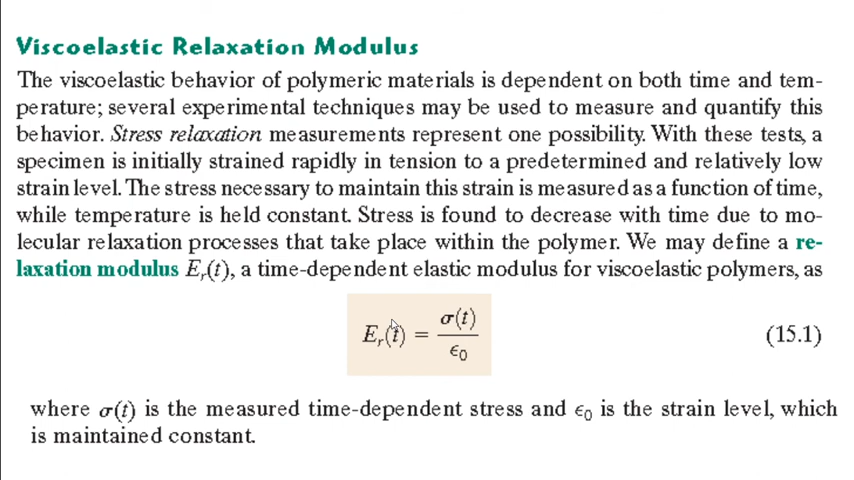 Viscoelastic Relaxation Modulus
The viscoelastic behavior of polymeric materials is dependent on both time and tem-
perature; several experimental techniques may be used to measure and quantify this
behavior. Stress relaxation measurements represent one possibility. With these tests, a
specimen is initially strained rapidly in tension to a predetermined and relatively low
strain level. The stress necessary to maintain this strain is measured as a function of time,
while temperature is held constant. Stress is found to decrease with time due to mo-
lecular relaxation processes that take place within the polymer. We may define a re-
laxation modulus Eᵣ(t), a time-dependent elastic modulus for viscoelastic polymers, as
Eᵣ(t) = σ(t)/ϵ₀ (15.1)
where σ(t) is the measured time-dependent stress and ϵ₀ is the strain level, which
is maintained constant.